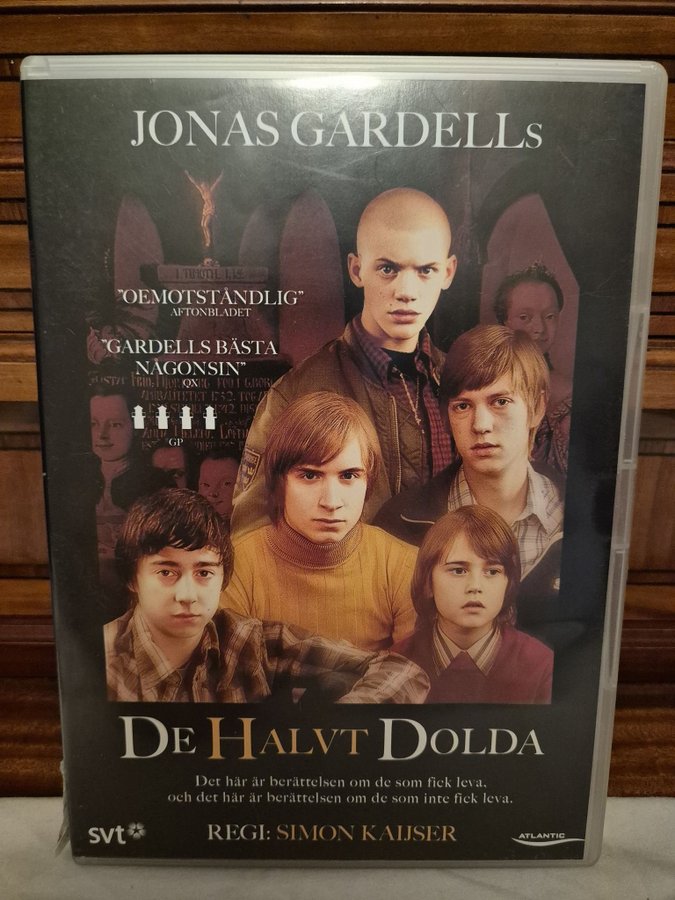 JONAS GARDELLS
"OEMOTSTÅNDLIG"
AFTONBLADET
"GARDELLS BÄSTA
NÅGONSIN"
QX
GP
DE HALVT DOLDA
Det här är berättelsen om de som fick leva,
och det här är berättelsen om de som inte fick leva.
svt
REGI: SIMON KAIJSER
ATLANTIC